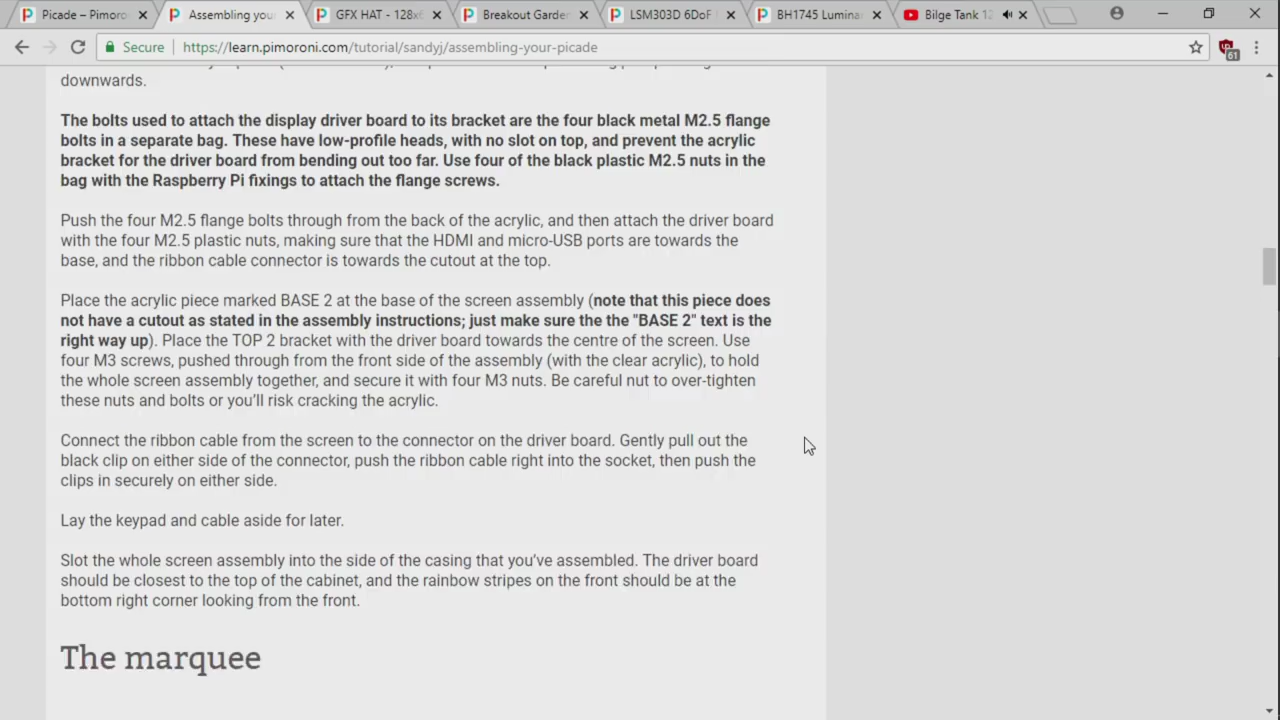 Picade – Pimoro
Assembling you
GFX HAT - 128x6
Breakout Garde
LSM303D 6DoF
BH1745 Lumina
Bilge Tank 12
Secure
https://learn.pimoroni.com/tutorial/sandyj/assembling-your-picade
61
downwards.
The bolts used to attach the display driver board to its bracket are the four black metal M2.5 flange
bolts in a separate bag. These have low-profile heads, with no slot on top, and prevent the acrylic
bracket for the driver board from bending out too far. Use four of the black plastic M2.5 nuts in the
bag with the Raspberry Pi fixings to attach the flange screws.
Push the four M2.5 flange bolts through from the back of the acrylic, and then attach the driver board
with the four M2.5 plastic nuts, making sure that the HDMI and micro-USB ports are towards the
base, and the ribbon cable connector is towards the cutout at the top.
Place the acrylic piece marked BASE 2 at the base of the screen assembly (note that this piece does
not have a cutout as stated in the assembly instructions; just make sure the the "BASE 2" text is the
right way up). Place the TOP 2 bracket with the driver board towards the centre of the screen. Use
four M3 screws, pushed through from the front side of the assembly (with the clear acrylic), to hold
the whole screen assembly together, and secure it with four M3 nuts. Be careful nut to over-tighten
these nuts and bolts or you'll risk cracking the acrylic.
Connect the ribbon cable from the screen to the connector on the driver board. Gently pull out the
black clip on either side of the connector, push the ribbon cable right into the socket, then push the
clips in securely on either side.
Lay the keypad and cable aside for later.
Slot the whole screen assembly into the side of the casing that you've assembled. The driver board
should be closest to the top of the cabinet, and the rainbow stripes on the front should be at the
bottom right corner looking from the front.
The marquee